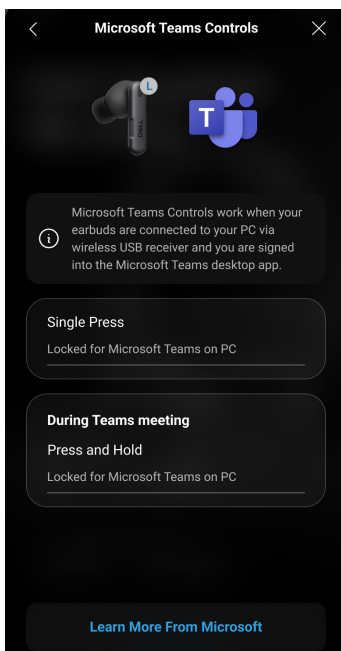 Microsoft Teams Controls
L
DELL
T
Microsoft Teams Controls work when your
earbuds are connected to your PC via
wireless USB receiver and you are signed
into the Microsoft Teams desktop app.
Single Press
Locked for Microsoft Teams on PC
During Teams meeting
Press and Hold
Locked for Microsoft Teams on PC
Learn More From Microsoft